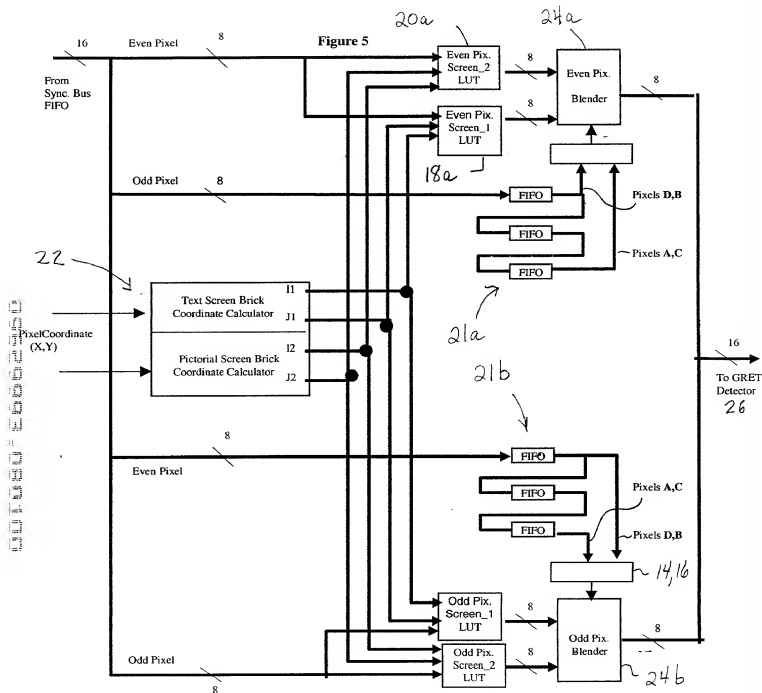 20a
24a
16
Even Pixel
8
Figure 5
From
Sync. Bus
FIFO
Even Pix.
Screen_2
LUT
8
Even Pix.
Blender
8
Even Pix.
Screen_1
LUT
8
18a
Odd Pixel
8
FIFO
Pixels D,B
FIFO
Pixels A,C
FIFO
22
21a
Text Screen Brick
Coordinate Calculator
I1
J1
PixelCoordinate
(X,Y)
Pictorial Screen Brick
Coordinate Calculator
I2
J2
16
To GRET
Detector
26
21b
8
Even Pixel
FIFO
FIFO
Pixels A,C
FIFO
Pixels D,B
14,16
Odd Pix.
Screen_1
LUT
8
Odd Pix.
Blender
8
Odd Pixel
8
Odd Pix.
Screen_2
LUT
8
24b